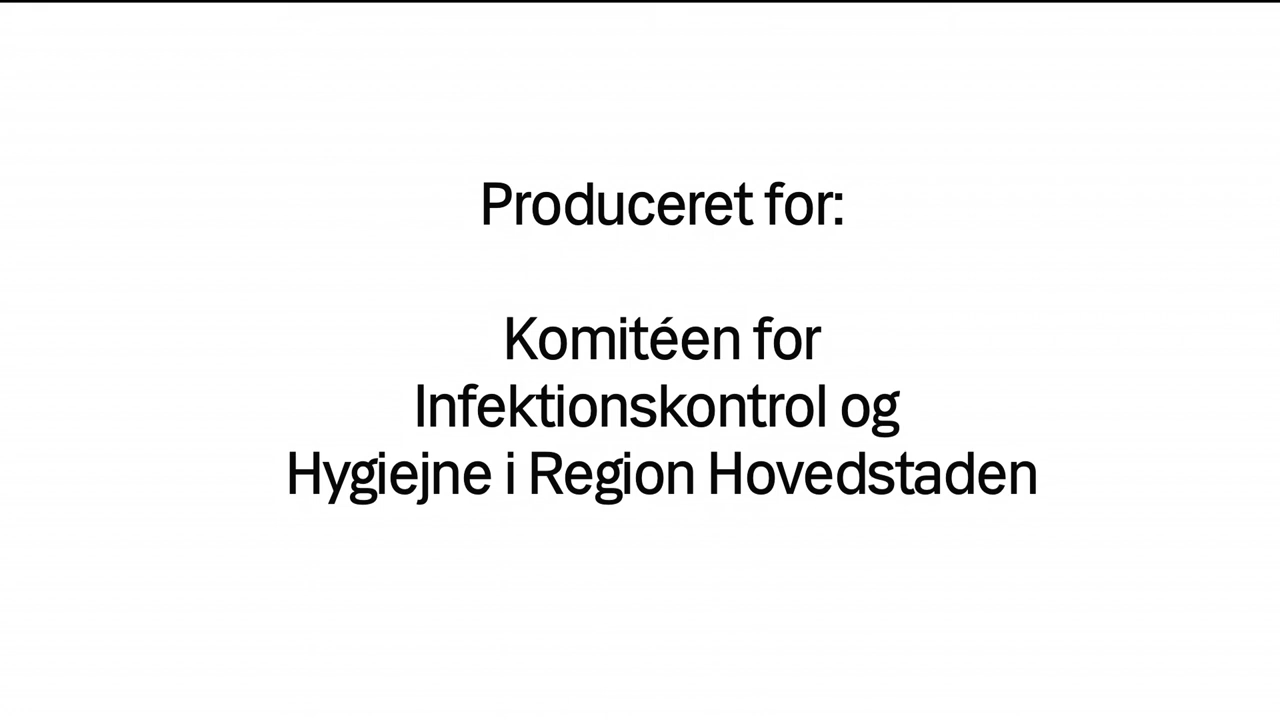 Produceret for:
Komitéen for
Infektionskontrol og
Hygiejne i Region Hovedstaden